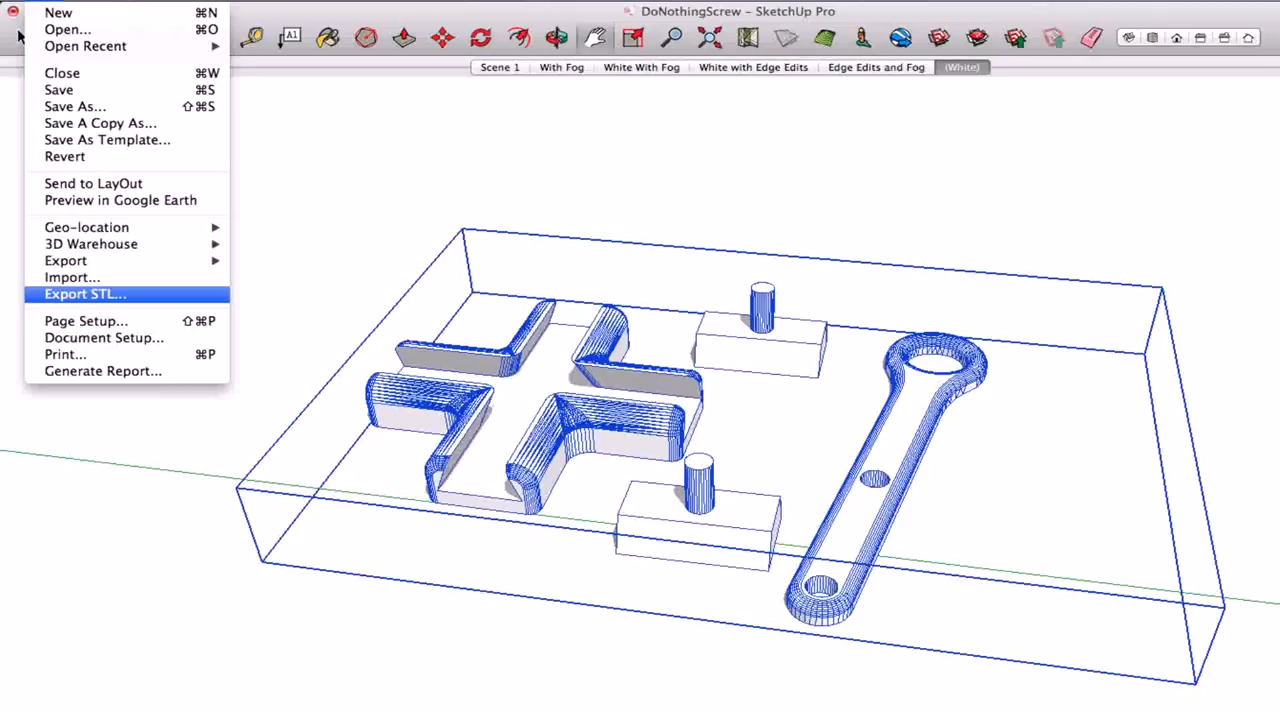 DoNothingScrew – SketchUp Pro
A1
Scene 1 With Fog White With Fog White with Edge Edits Edge Edits and Fog (White)
New ⌘N
Open... ⌘O
Open Recent
Close ⌘W
Save ⌘S
Save As... ⇧⌘S
Save A Copy As...
Save As Template...
Revert
Send to LayOut
Preview in Google Earth
Geo-location
3D Warehouse
Export
Import...
Export STL...
Page Setup... ⇧⌘P
Document Setup...
Print... ⌘P
Generate Report...